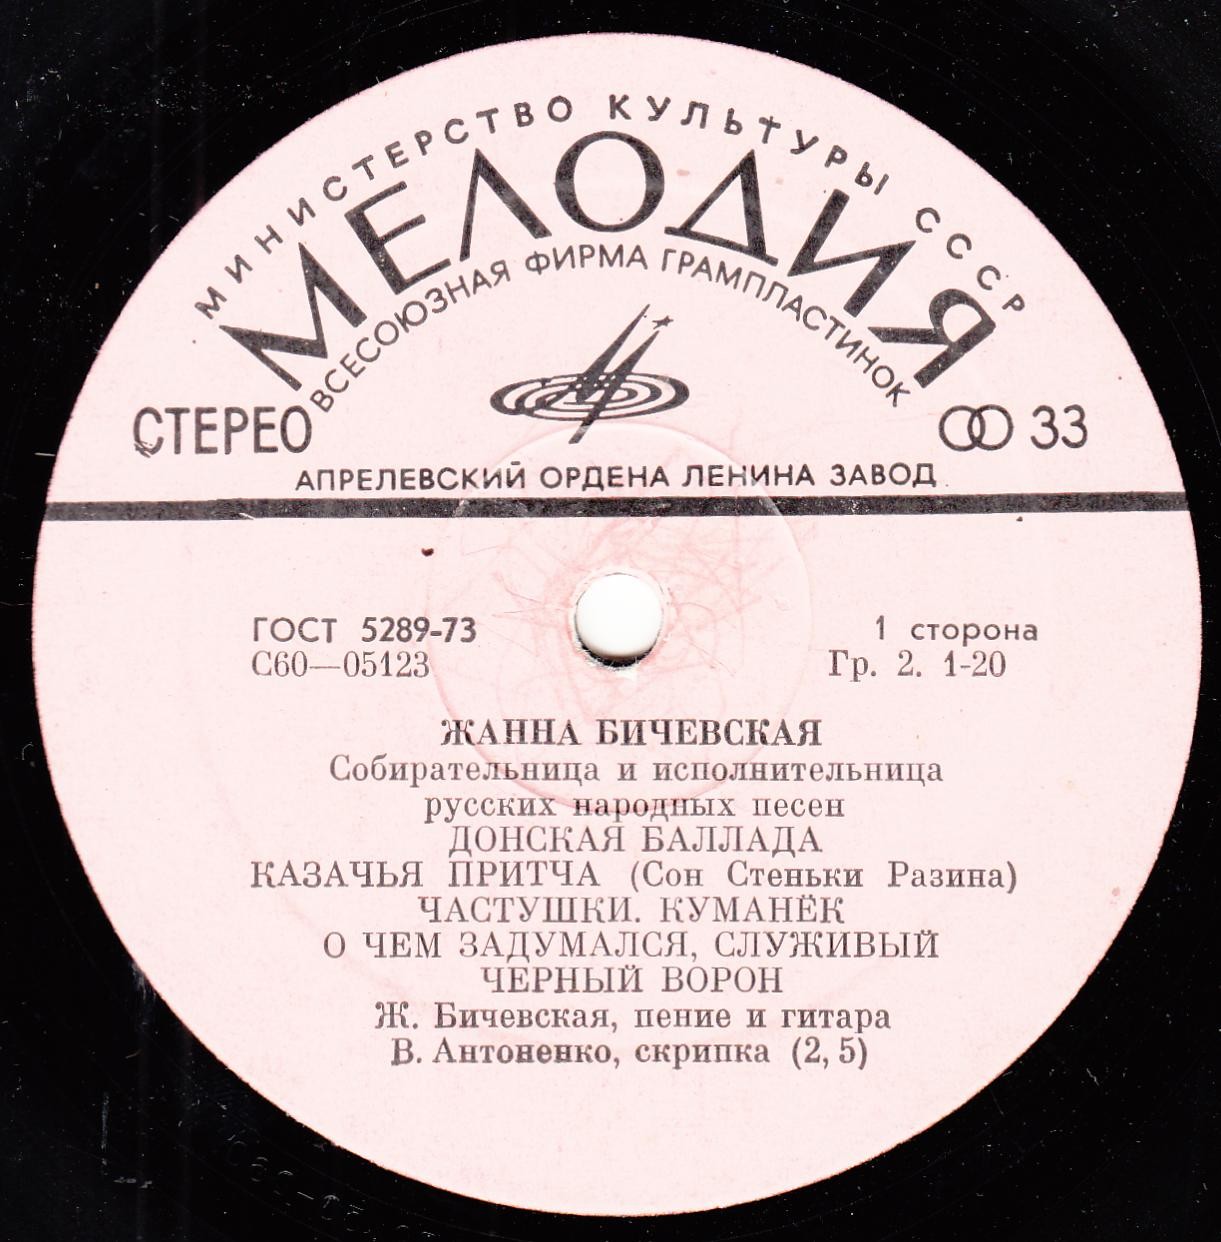 МИНИСТЕРСТВО КУЛЬТУРЫ СССР
МЕЛОДИЯ
ВСЕСОЮЗНАЯ ФИРМА ГРАМПЛАСТИНОК
СТЕРЕО
33
АПРЕЛЕВСКИЙ ОРДЕНА ЛЕНИНА ЗАВОД
ГОСТ 5289-73
1 сторона
С60—05123
Гр. 2. 1-20
ЖАННА БИЧЕВСКАЯ
Собирательница и исполнительница
русских народных песен
ДОНСКАЯ БАЛЛАДА
КАЗАЧЬЯ ПРИТЧА (Сон Стеньки Разина)
ЧАСТУШКИ. КУМАНЁК
О ЧЕМ ЗАДУМАЛСЯ, СЛУЖИВЫЙ
ЧЕРНЫЙ ВОРОН
Ж. Бичевская, пение и гитара
В. Антоненко, скрипка (2, 5)